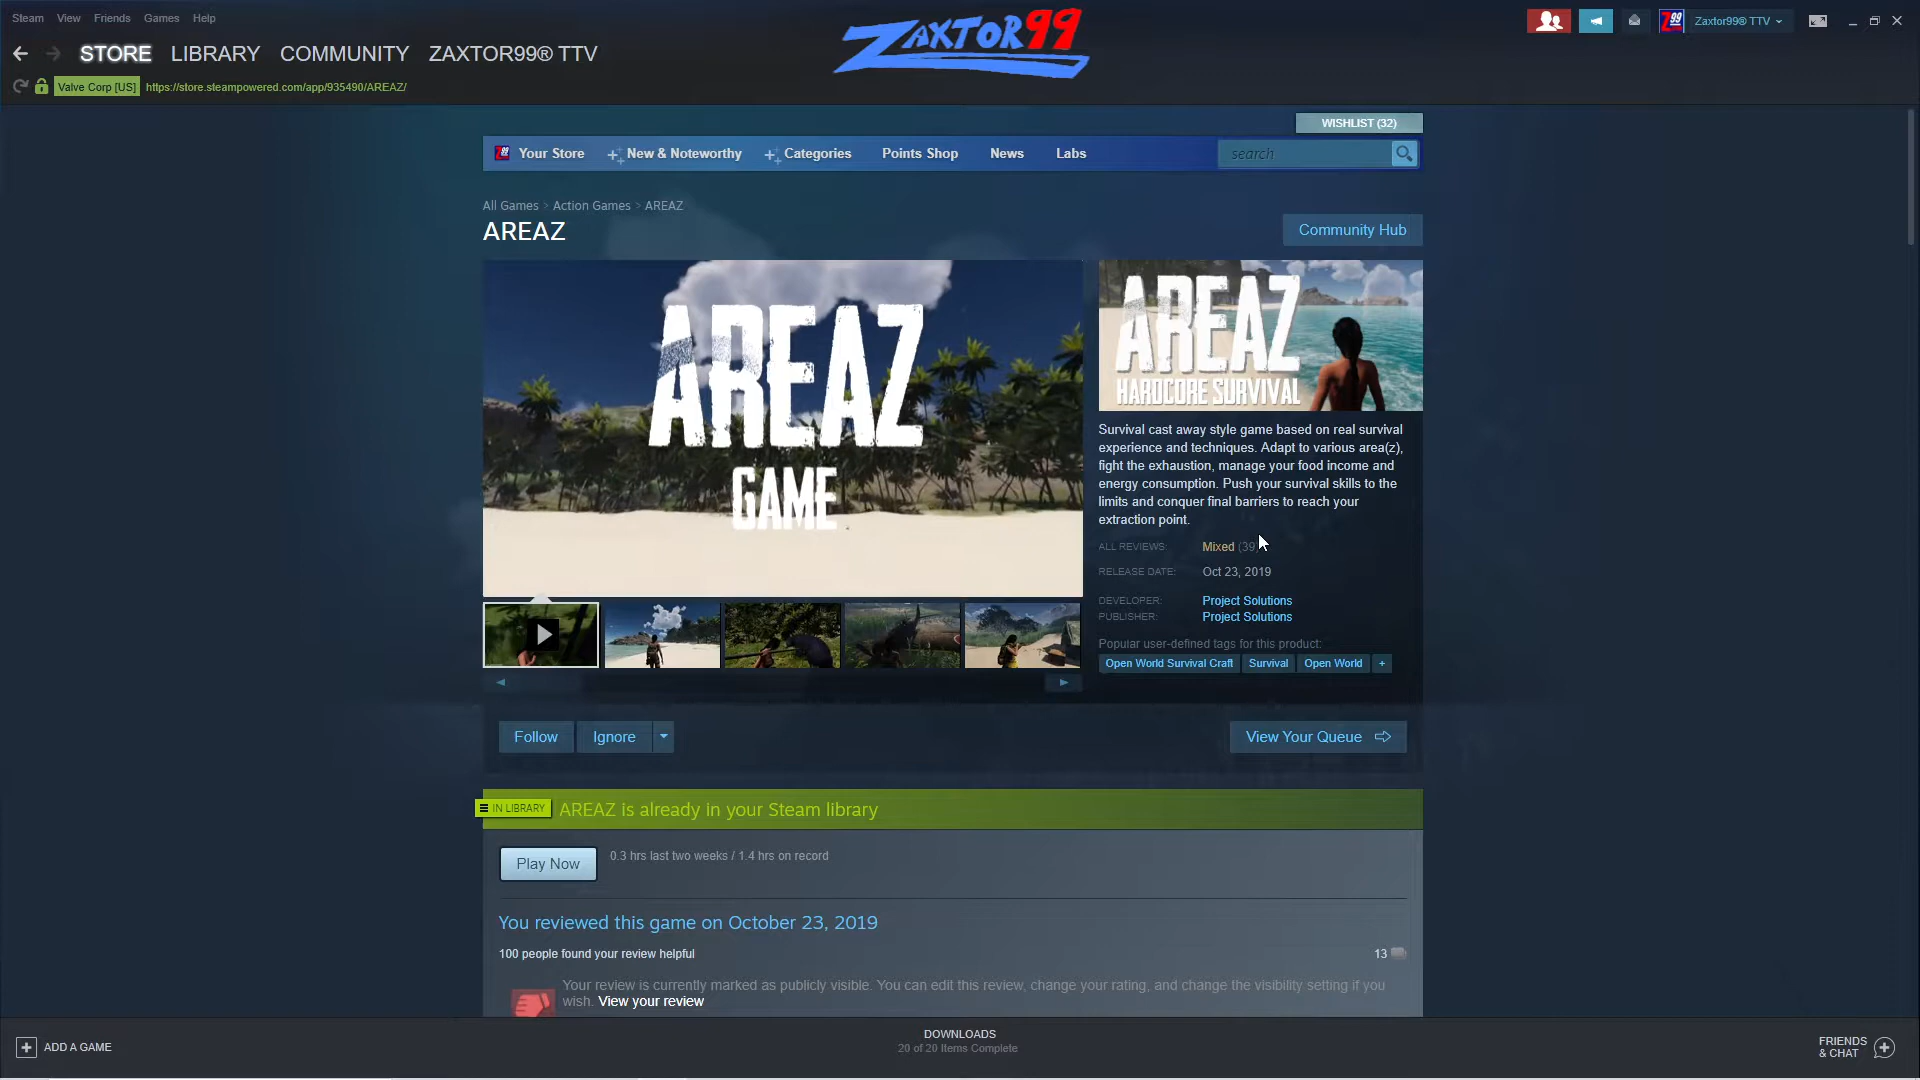 Steam View Friends Games Help
ZAXTOR99
Z99 Zaxtor99® TTV
STORE LIBRARY COMMUNITY ZAXTOR99® TTV
Valve Corp [US] https://store.steampowered.com/app/935490/AREAZ/
WISHLIST (32)
Your Store New & Noteworthy Categories Points Shop News Labs search
All Games > Action Games > AREAZ
AREAZ
Community Hub
AREAZ
GAME
AREAZ
HARDCORE SURVIVAL
Survival cast away style game based on real survival
experience and techniques. Adapt to various area(z),
fight the exhaustion, manage your food income and
energy consumption. Push your survival skills to the
limits and conquer final barriers to reach your
extraction point.
ALL REVIEWS: Mixed (39)
RELEASE DATE: Oct 23, 2019
DEVELOPER: Project Solutions
PUBLISHER: Project Solutions
Popular user-defined tags for this product:
Open World Survival Craft Survival Open World +
Follow Ignore View Your Queue
IN LIBRARY AREAZ is already in your Steam library
Play Now 0.3 hrs last two weeks / 1.4 hrs on record
You reviewed this game on October 23, 2019
100 people found your review helpful 13
Your review is currently marked as publicly visible. You can edit this review, change your rating, and change the visibility setting if you
wish. View your review
ADD A GAME
DOWNLOADS
20 of 20 Items Complete
FRIENDS
& CHAT